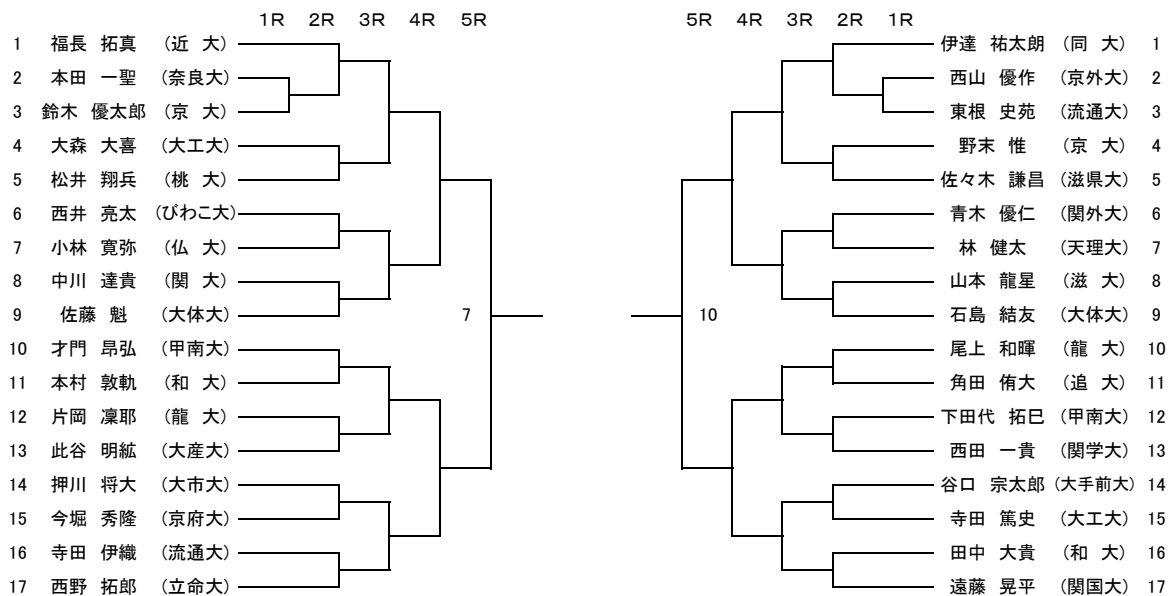 1R 2R 3R 4R 5R
1 福長 拓真 (近 大)
2 本田 一聖 (奈良大)
3 鈴木 優太郎 (京 大)
4 大森 大喜 (大工大)
5 松井 翔兵 (桃 大)
6 西井 亮太 (びわこ大)
7 小林 寛弥 (仏 大)
8 中川 達貴 (関 大)
9 佐藤 魁 (大体大)
7
10 才門 昂弘 (甲南大)
11 本村 敦軌 (和 大)
12 片岡 凜耶 (龍 大)
13 此谷 明紘 (大産大)
14 押川 将大 (大市大)
15 今堀 秀隆 (京府大)
16 寺田 伊織 (流通大)
17 西野 拓郎 (立命大)
5R 4R 3R 2R 1R
伊達 祐太朗 (同 大) 1
西山 優作 (京外大) 2
東根 史苑 (流通大) 3
野末 惟 (京 大) 4
佐々木 謙昌 (滋県大) 5
青木 優仁 (関外大) 6
林 健太 (天理大) 7
山本 龍星 (滋 大) 8
石島 結友 (大体大) 9
10
尾上 和暉 (龍 大) 10
角田 侑大 (追 大) 11
下田代 拓巳 (甲南大) 12
西田 一貴 (関学大) 13
谷口 宗太郎 (大手前大) 14
寺田 篤史 (大工大) 15
田中 大貴 (和 大) 16
遠藤 晃平 (関国大) 17